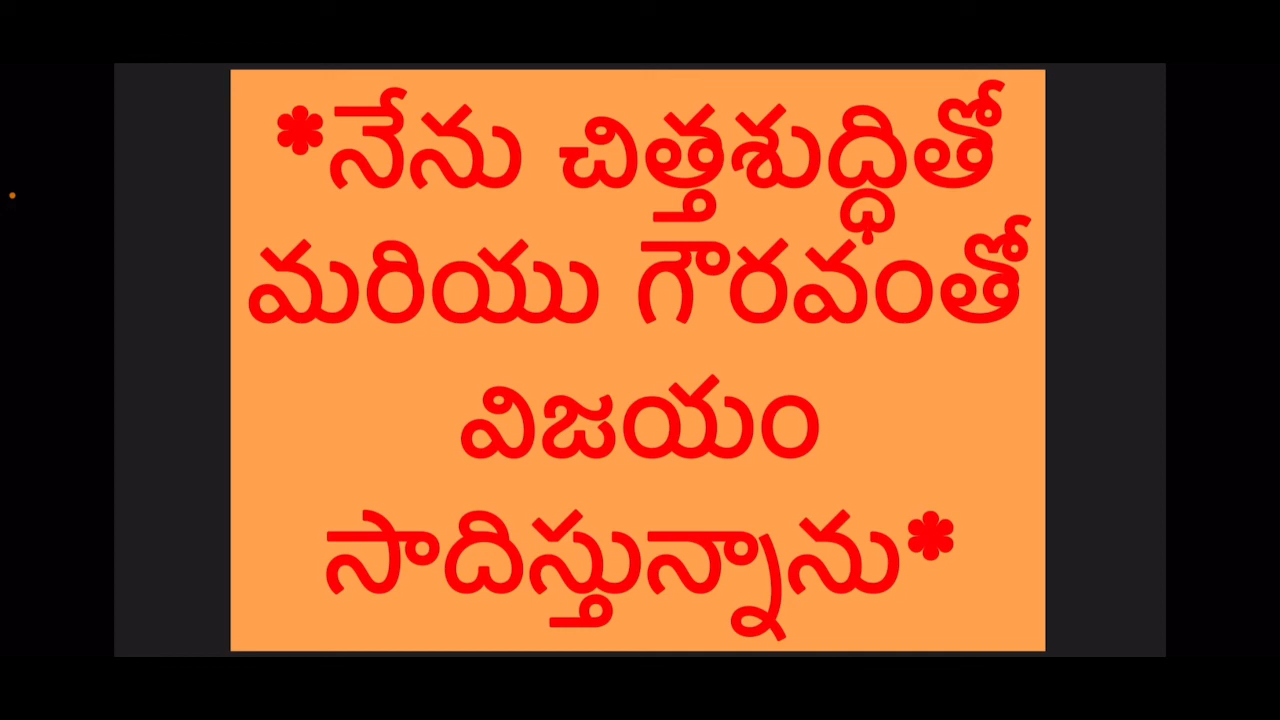 *నేను చిత్తశుద్ధితో
మరియు గౌరవంతో
విజయం
సాదిస్తున్నాను*